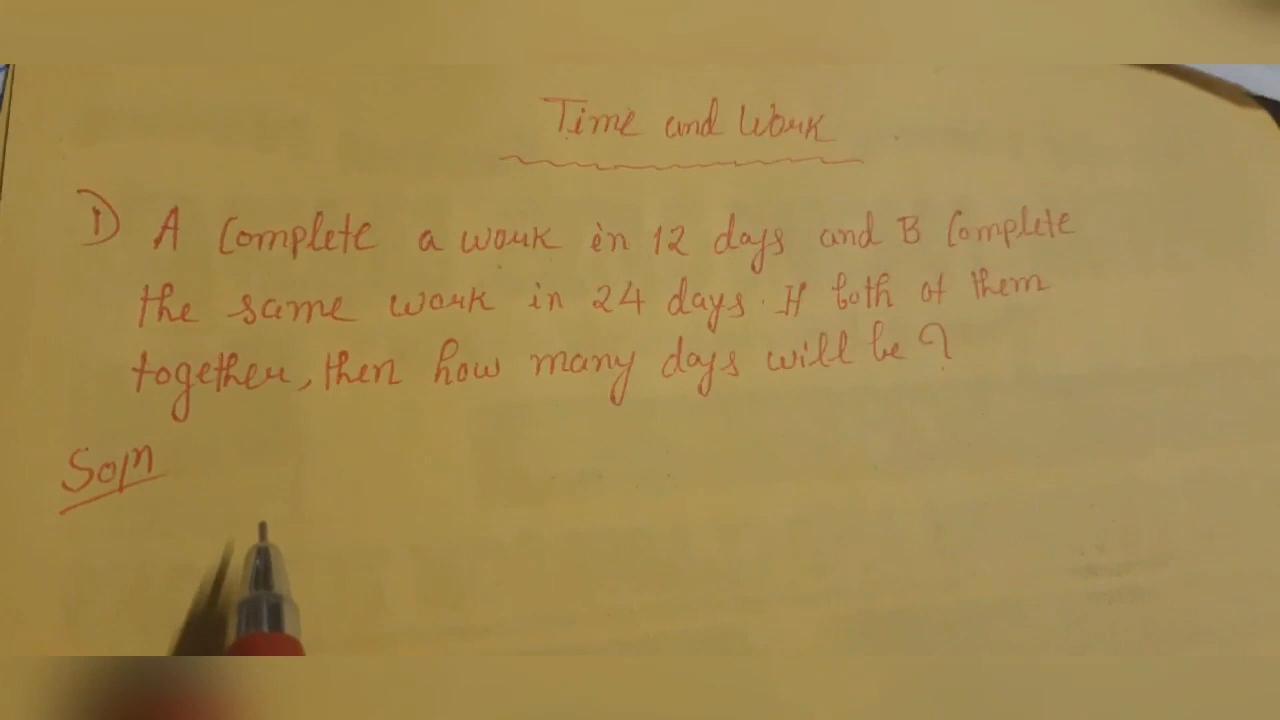 Time and Work
1) A Complete a work in 12 days and B Complete
the same work in 24 days. If both of them
together, then how many days will be ?
Soln